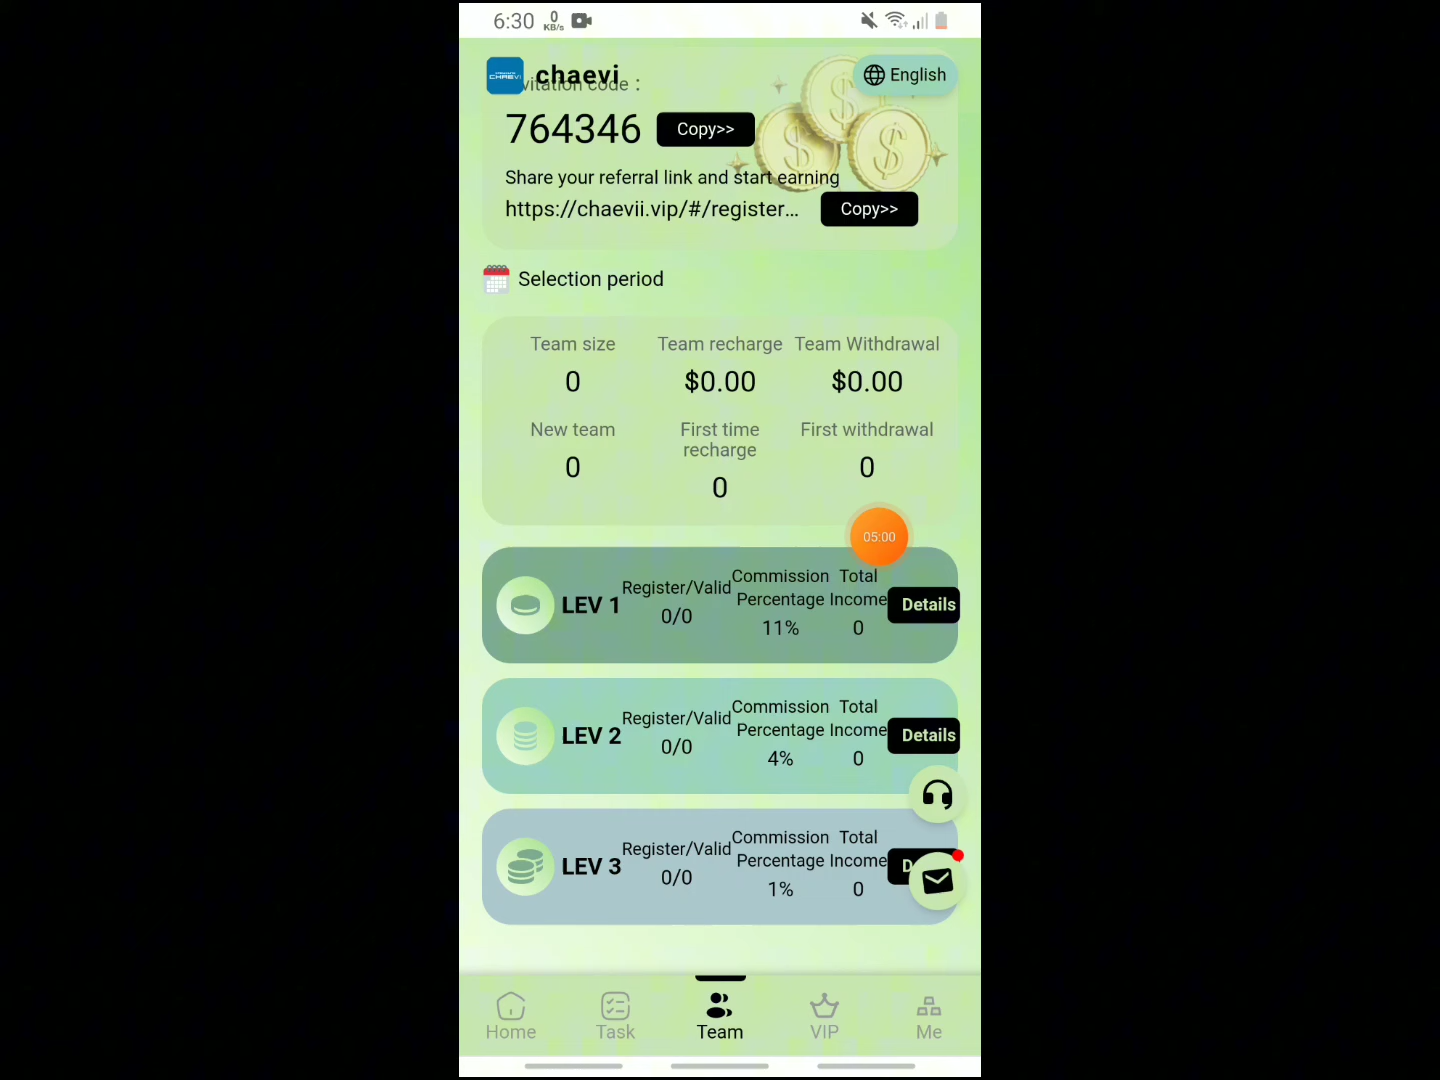 6:30 0 KB/s
CHAEVI chaevi English
vitation code :
764346 Copy>>
Share your referral link and start earning
https://chaevii.vip/#/register... Copy>>
Selection period
Team size Team recharge Team Withdrawal
0 $0.00 $0.00
New team First time recharge First withdrawal
0 0 0
05:00
LEV 1 Register/Valid 0/0 Commission Percentage 11% Total Income 0 Details
LEV 2 Register/Valid 0/0 Commission Percentage 4% Total Income 0 Details
LEV 3 Register/Valid 0/0 Commission Percentage 1% Total Income 0 D
Home Task Team VIP Me